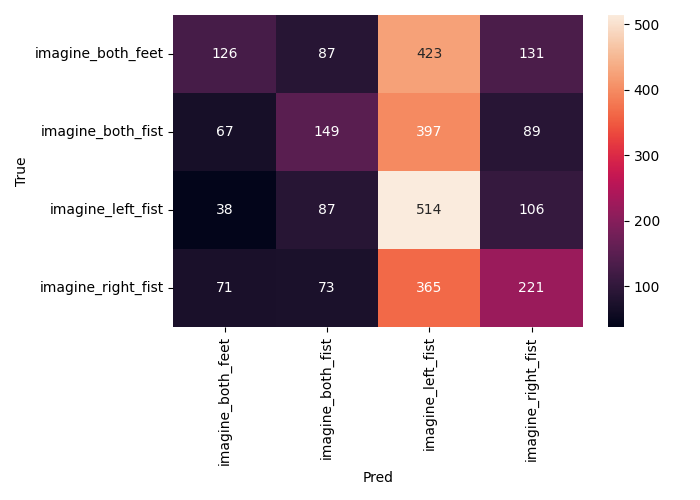 imagine_both_feet 126 87 423 131
imagine_both_fist 67 149 397 89
imagine_left_fist 38 87 514 106
imagine_right_fist 71 73 365 221
True
imagine_both_feet
imagine_both_fist
imagine_left_fist
imagine_right_fist
Pred
500
400
300
200
100